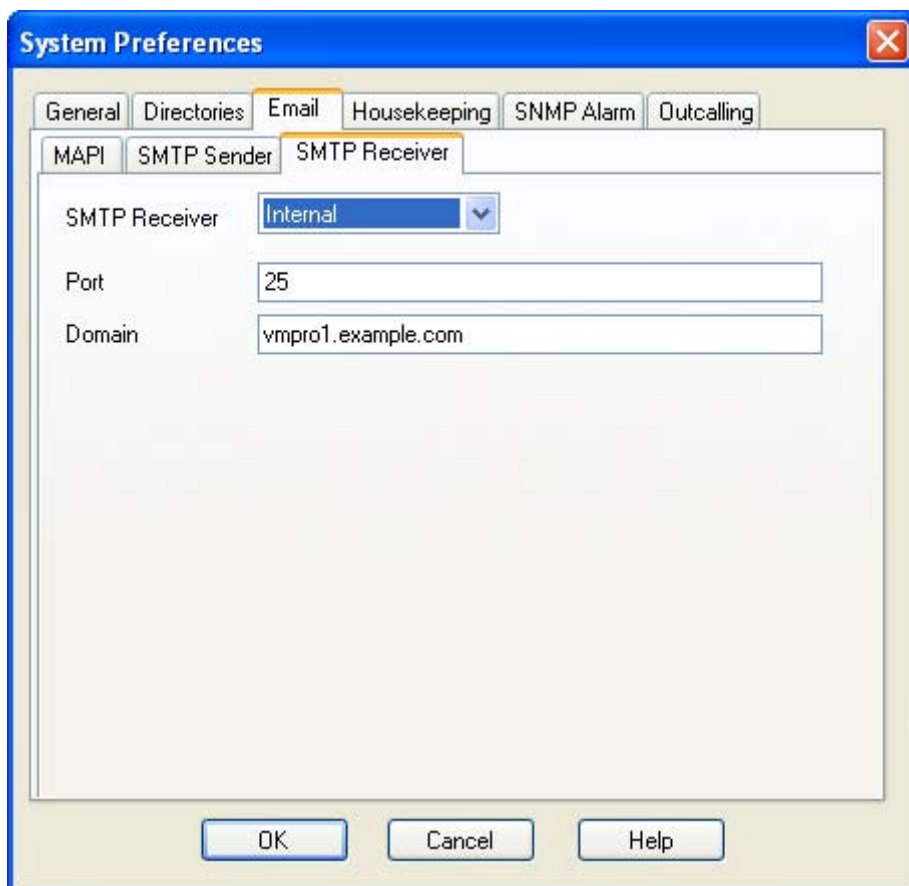 System Preferences
General Directories Email Housekeeping SNMP Alarm Outcalling
MAPI SMTP Sender SMTP Receiver
SMTP Receiver Internal
Port 25
Domain vmpro1.example.com
OK Cancel Help